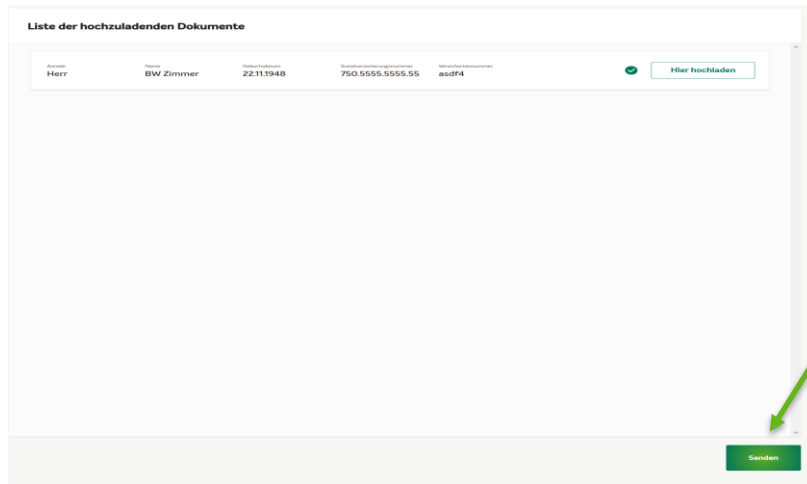 Liste der hochzuladenden Dokumente
Anrede Name Geburtsdatum Sozialversicherungsnummer Versichertennummer
Herr BW Zimmer 22.11.1948 750.5555.5555.55 asdf4 Hier hochladen
Senden